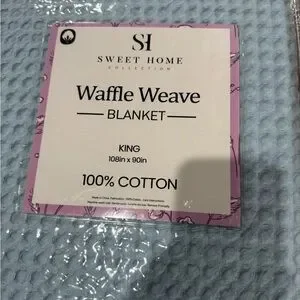 SH
SWEET HOME
COLLECTION
Waffle Weave
BLANKET
KING
108in x 90in
100% COTTON